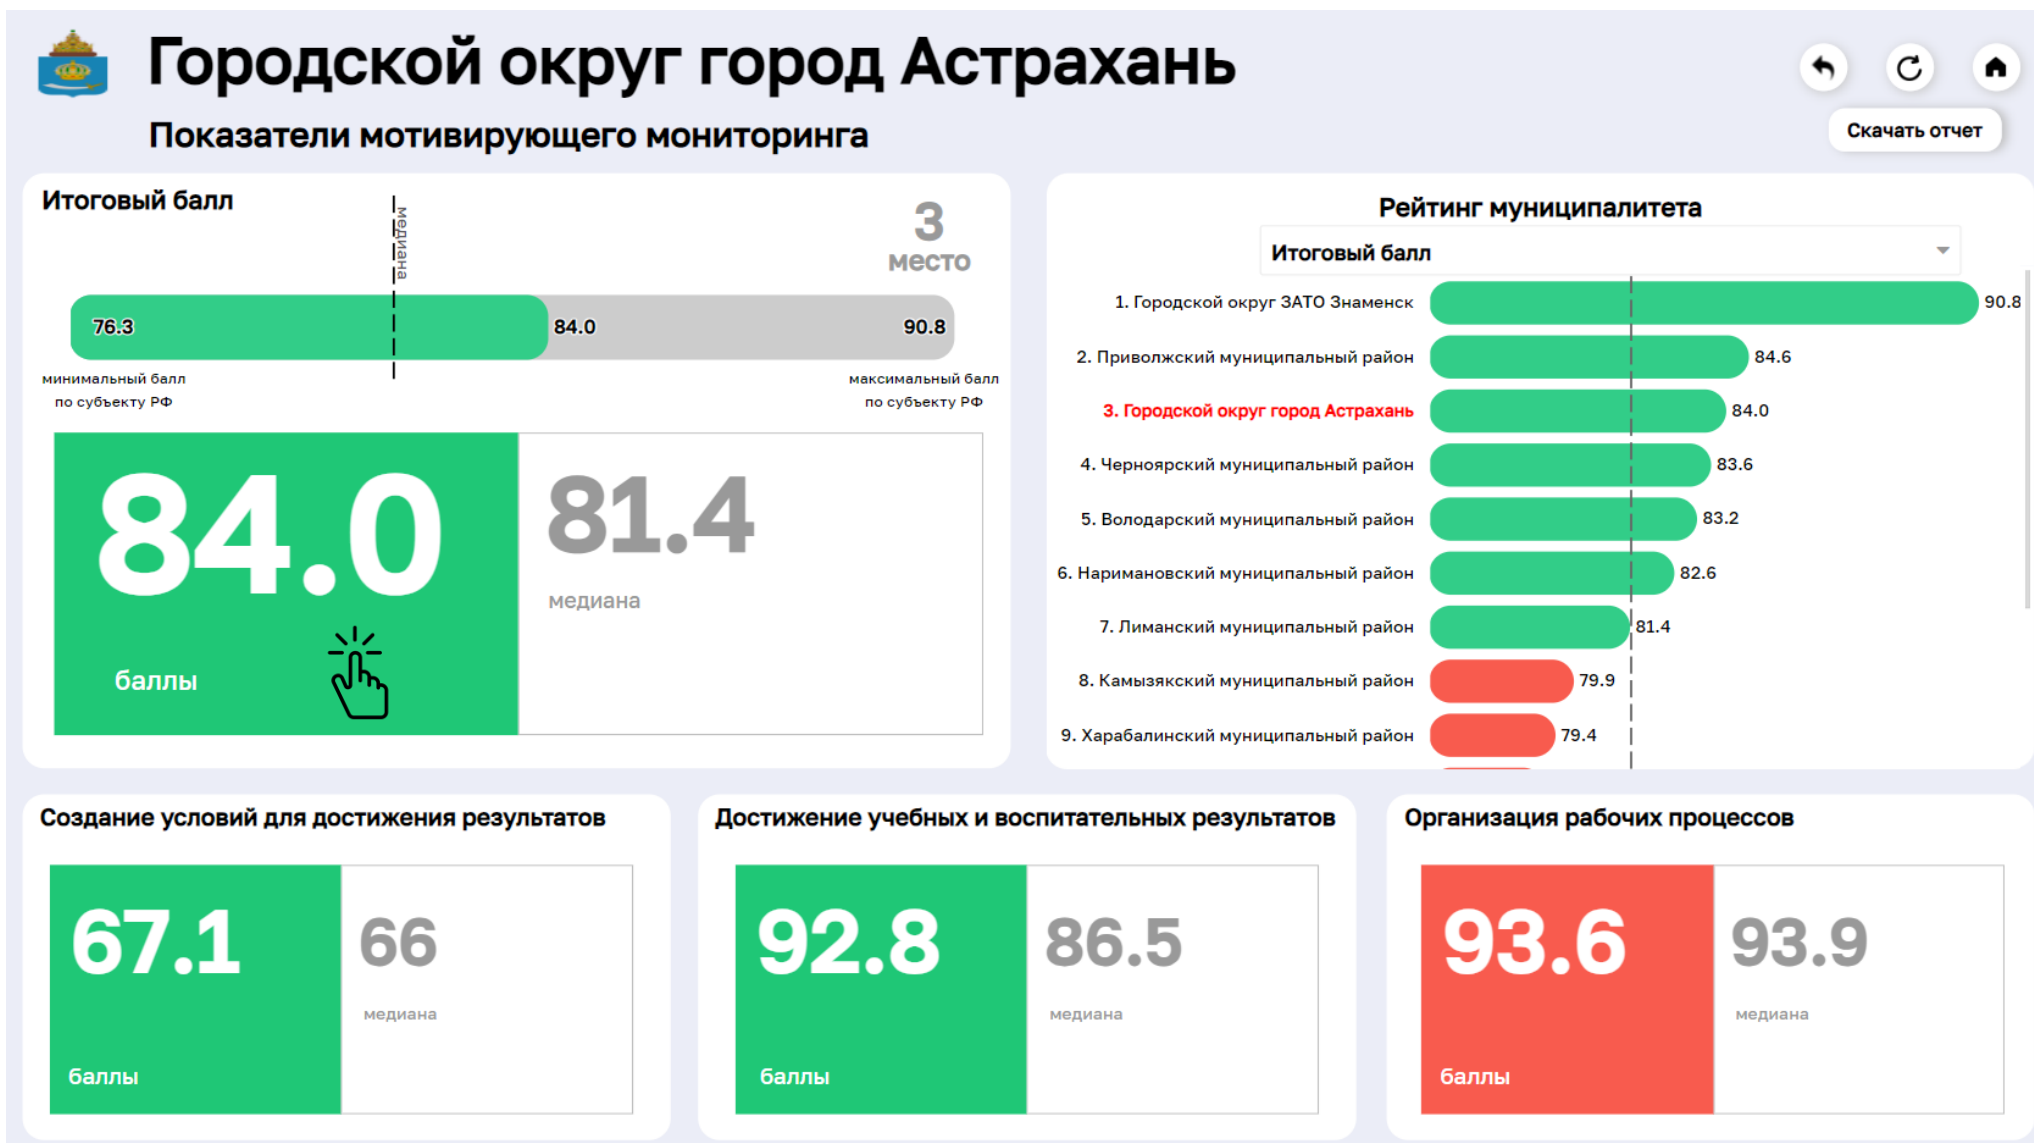 Городской округ город Астрахань
Показатели мотивирующего мониторинга
Скачать отчет
Итоговый балл
медиана
3
место
76.3
84.0
90.8
минимальный балл
по субъекту РФ
максимальный балл
по субъекту РФ
84.0
баллы
81.4
медиана
Рейтинг муниципалитета
Итоговый балл
1. Городской округ ЗАТО Знаменск 90.8
2. Приволжский муниципальный район 84.6
3. Городской округ город Астрахань 84.0
4. Черноярский муниципальный район 83.6
5. Володарский муниципальный район 83.2
6. Наримановский муниципальный район 82.6
7. Лиманский муниципальный район 81.4
8. Камызякский муниципальный район 79.9
9. Харабалинский муниципальный район 79.4
Создание условий для достижения результатов
67.1
баллы
66
медиана
Достижение учебных и воспитательных результатов
92.8
баллы
86.5
медиана
Организация рабочих процессов
93.6
баллы
93.9
медиана